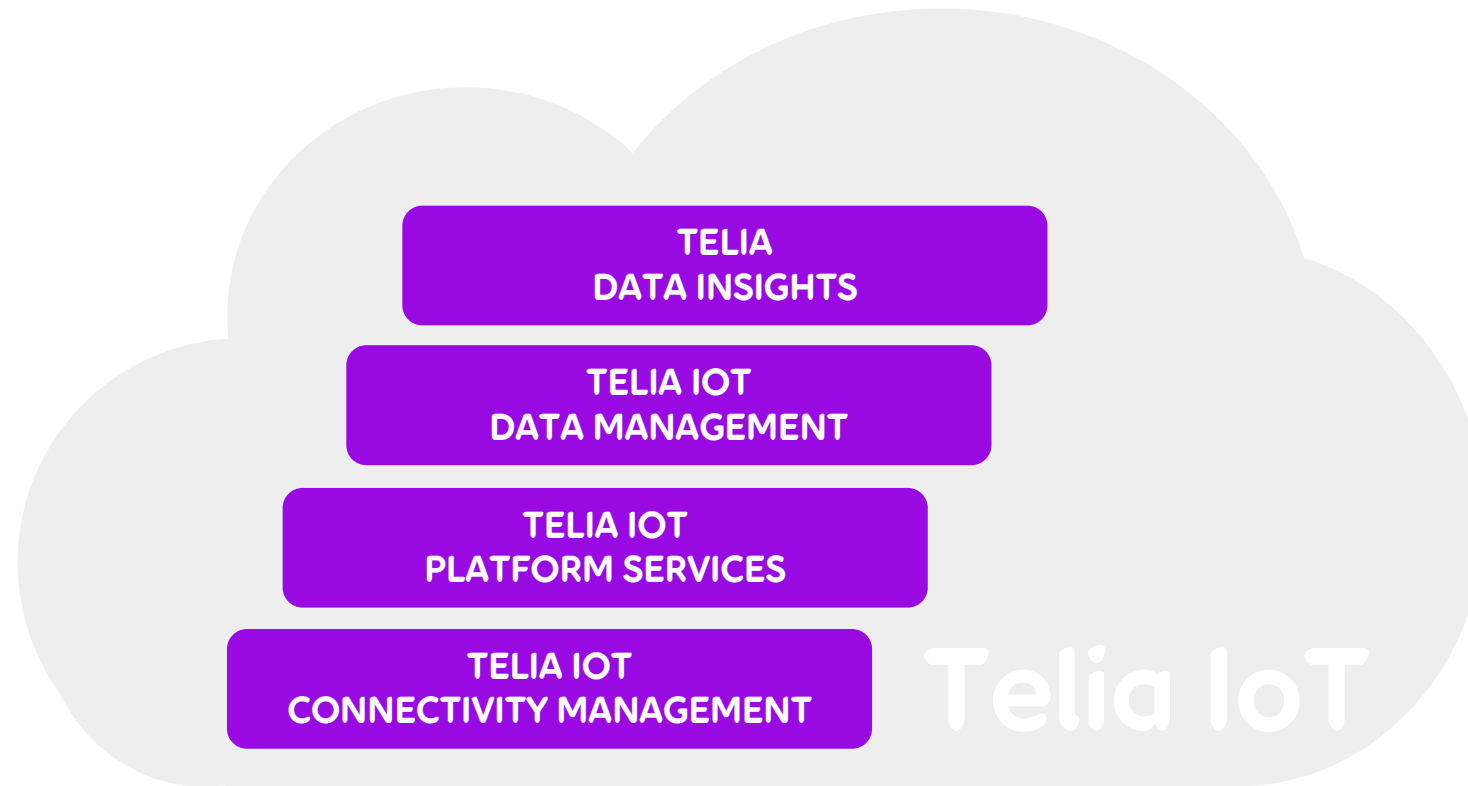 TELIA
DATA INSIGHTS
TELIA IOT
DATA MANAGEMENT
TELIA IOT
PLATFORM SERVICES
TELIA IOT
CONNECTIVITY MANAGEMENT
Telia IoT